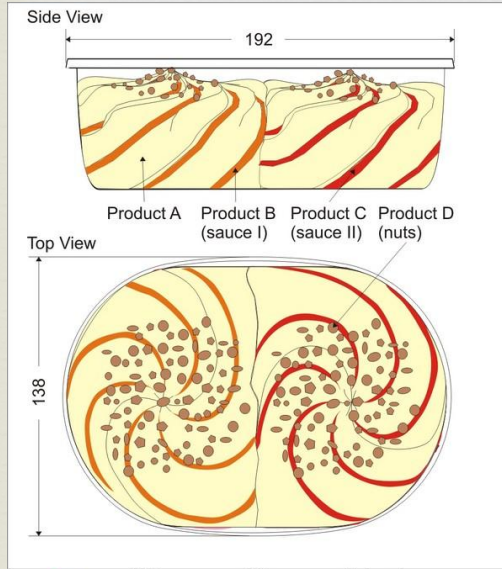 Side View
192
Product A
Product B
(sauce I)
Product C
(sauce II)
Product D
(nuts)
Top View
138